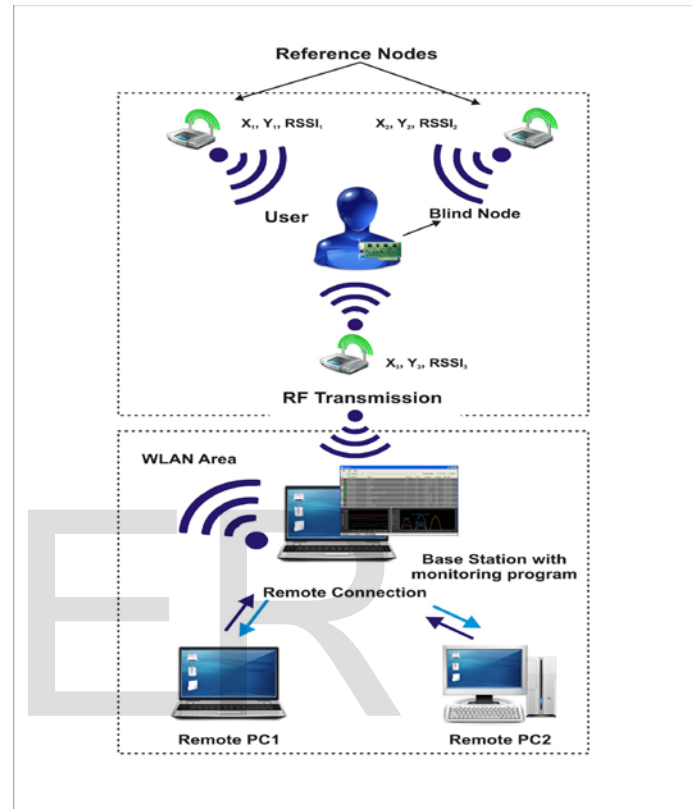 Reference Nodes
X₁, Y₁, RSSI₁
X₂, Y₂, RSSI₂
User
Blind Node
X₃, Y₃, RSSI₃
RF Transmission
WLAN Area
Base Station with
monitoring program
Remote Connection
Remote PC1
Remote PC2
ER